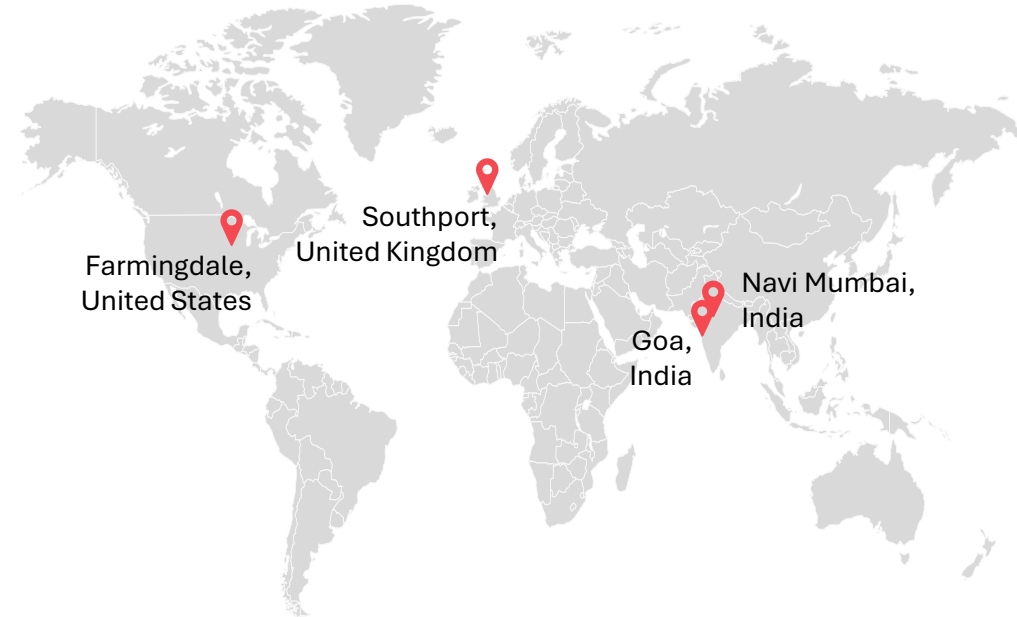 Southport,
United Kingdom
Farmingdale,
United States
Navi Mumbai,
India
Goa,
India